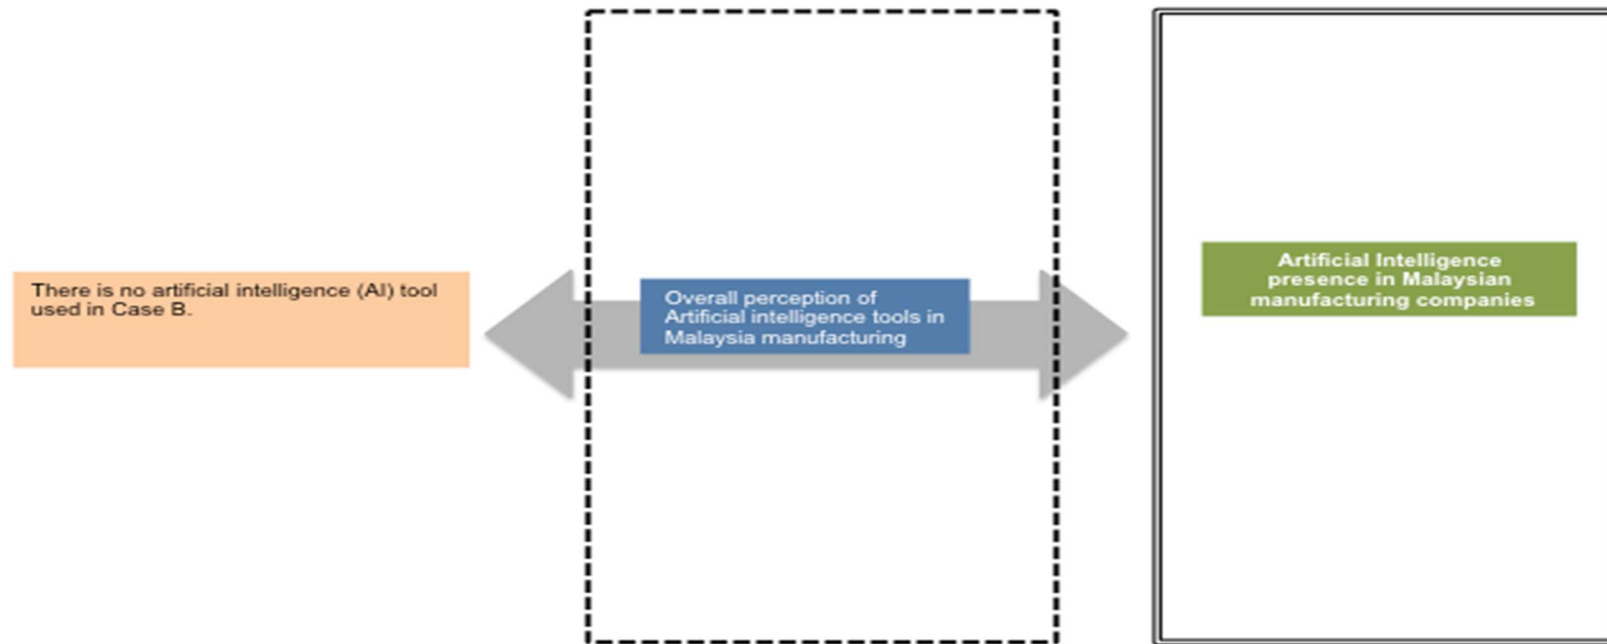 There is no artificial intelligence (AI) tool
used in Case B.
Overall perception of
Artificial intelligence tools in
Malaysia manufacturing
Artificial Intelligence
presence in Malaysian
manufacturing companies